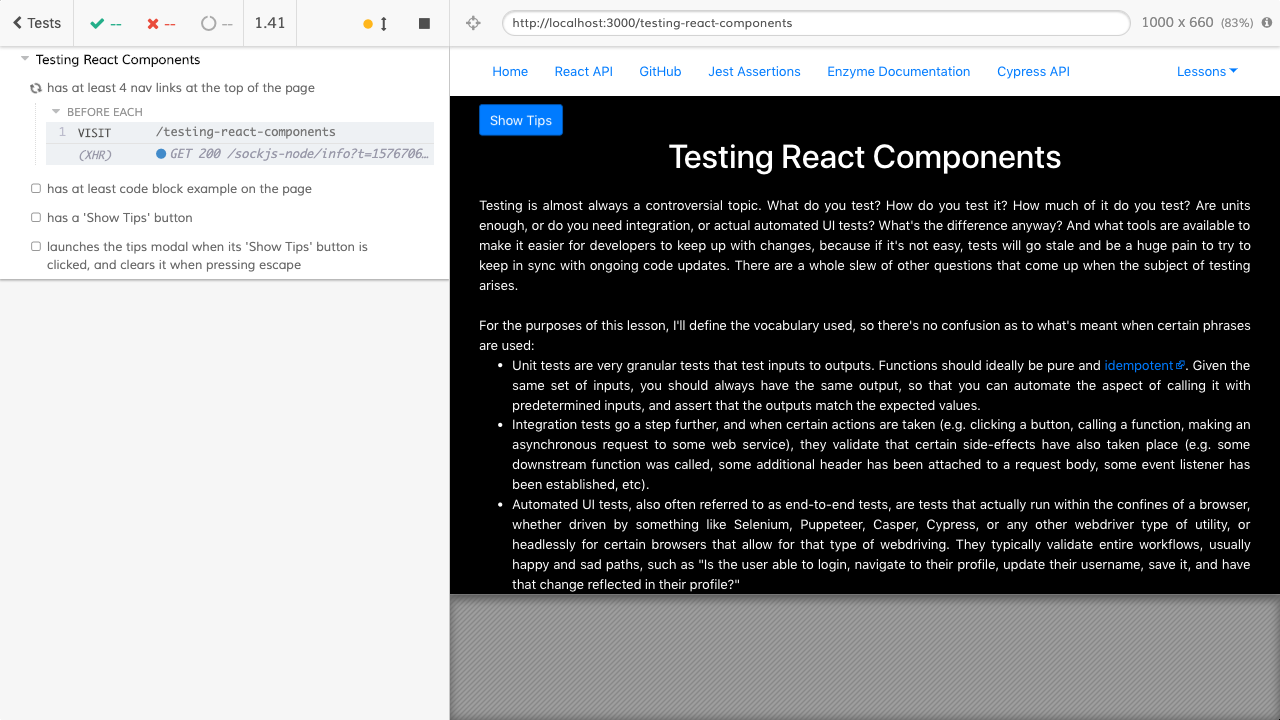 Tests -- -- -- 1.41 http://localhost:3000/testing-react-components 1000 x 660 (83%)
Testing React Components
has at least 4 nav links at the top of the page
BEFORE EACH
1 VISIT /testing-react-components
(XHR) GET 200 /sockjs-node/info?t=1576706…
has at least code block example on the page
has a 'Show Tips' button
launches the tips modal when its 'Show Tips' button is
clicked, and clears it when pressing escape
Home React API GitHub Jest Assertions Enzyme Documentation Cypress API Lessons
Show Tips
Testing React Components
Testing is almost always a controversial topic. What do you test? How do you test it? How much of it do you test? Are units
enough, or do you need integration, or actual automated UI tests? What's the difference anyway? And what tools are available to
make it easier for developers to keep up with changes, because if it's not easy, tests will go stale and be a huge pain to try to
keep in sync with ongoing code updates. There are a whole slew of other questions that come up when the subject of testing
arises.
For the purposes of this lesson, I'll define the vocabulary used, so there's no confusion as to what's meant when certain phrases
are used:
• Unit tests are very granular tests that test inputs to outputs. Functions should ideally be pure and idempotent. Given the
same set of inputs, you should always have the same output, so that you can automate the aspect of calling it with
predetermined inputs, and assert that the outputs match the expected values.
• Integration tests go a step further, and when certain actions are taken (e.g. clicking a button, calling a function, making an
asynchronous request to some web service), they validate that certain side-effects have also taken place (e.g. some
downstream function was called, some additional header has been attached to a request body, some event listener has
been established, etc).
• Automated UI tests, also often referred to as end-to-end tests, are tests that actually run within the confines of a browser,
whether driven by something like Selenium, Puppeteer, Casper, Cypress, or any other webdriver type of utility, or
headlessly for certain browsers that allow for that type of webdriving. They typically validate entire workflows, usually
happy and sad paths, such as "Is the user able to login, navigate to their profile, update their username, save it, and have
that change reflected in their profile?"